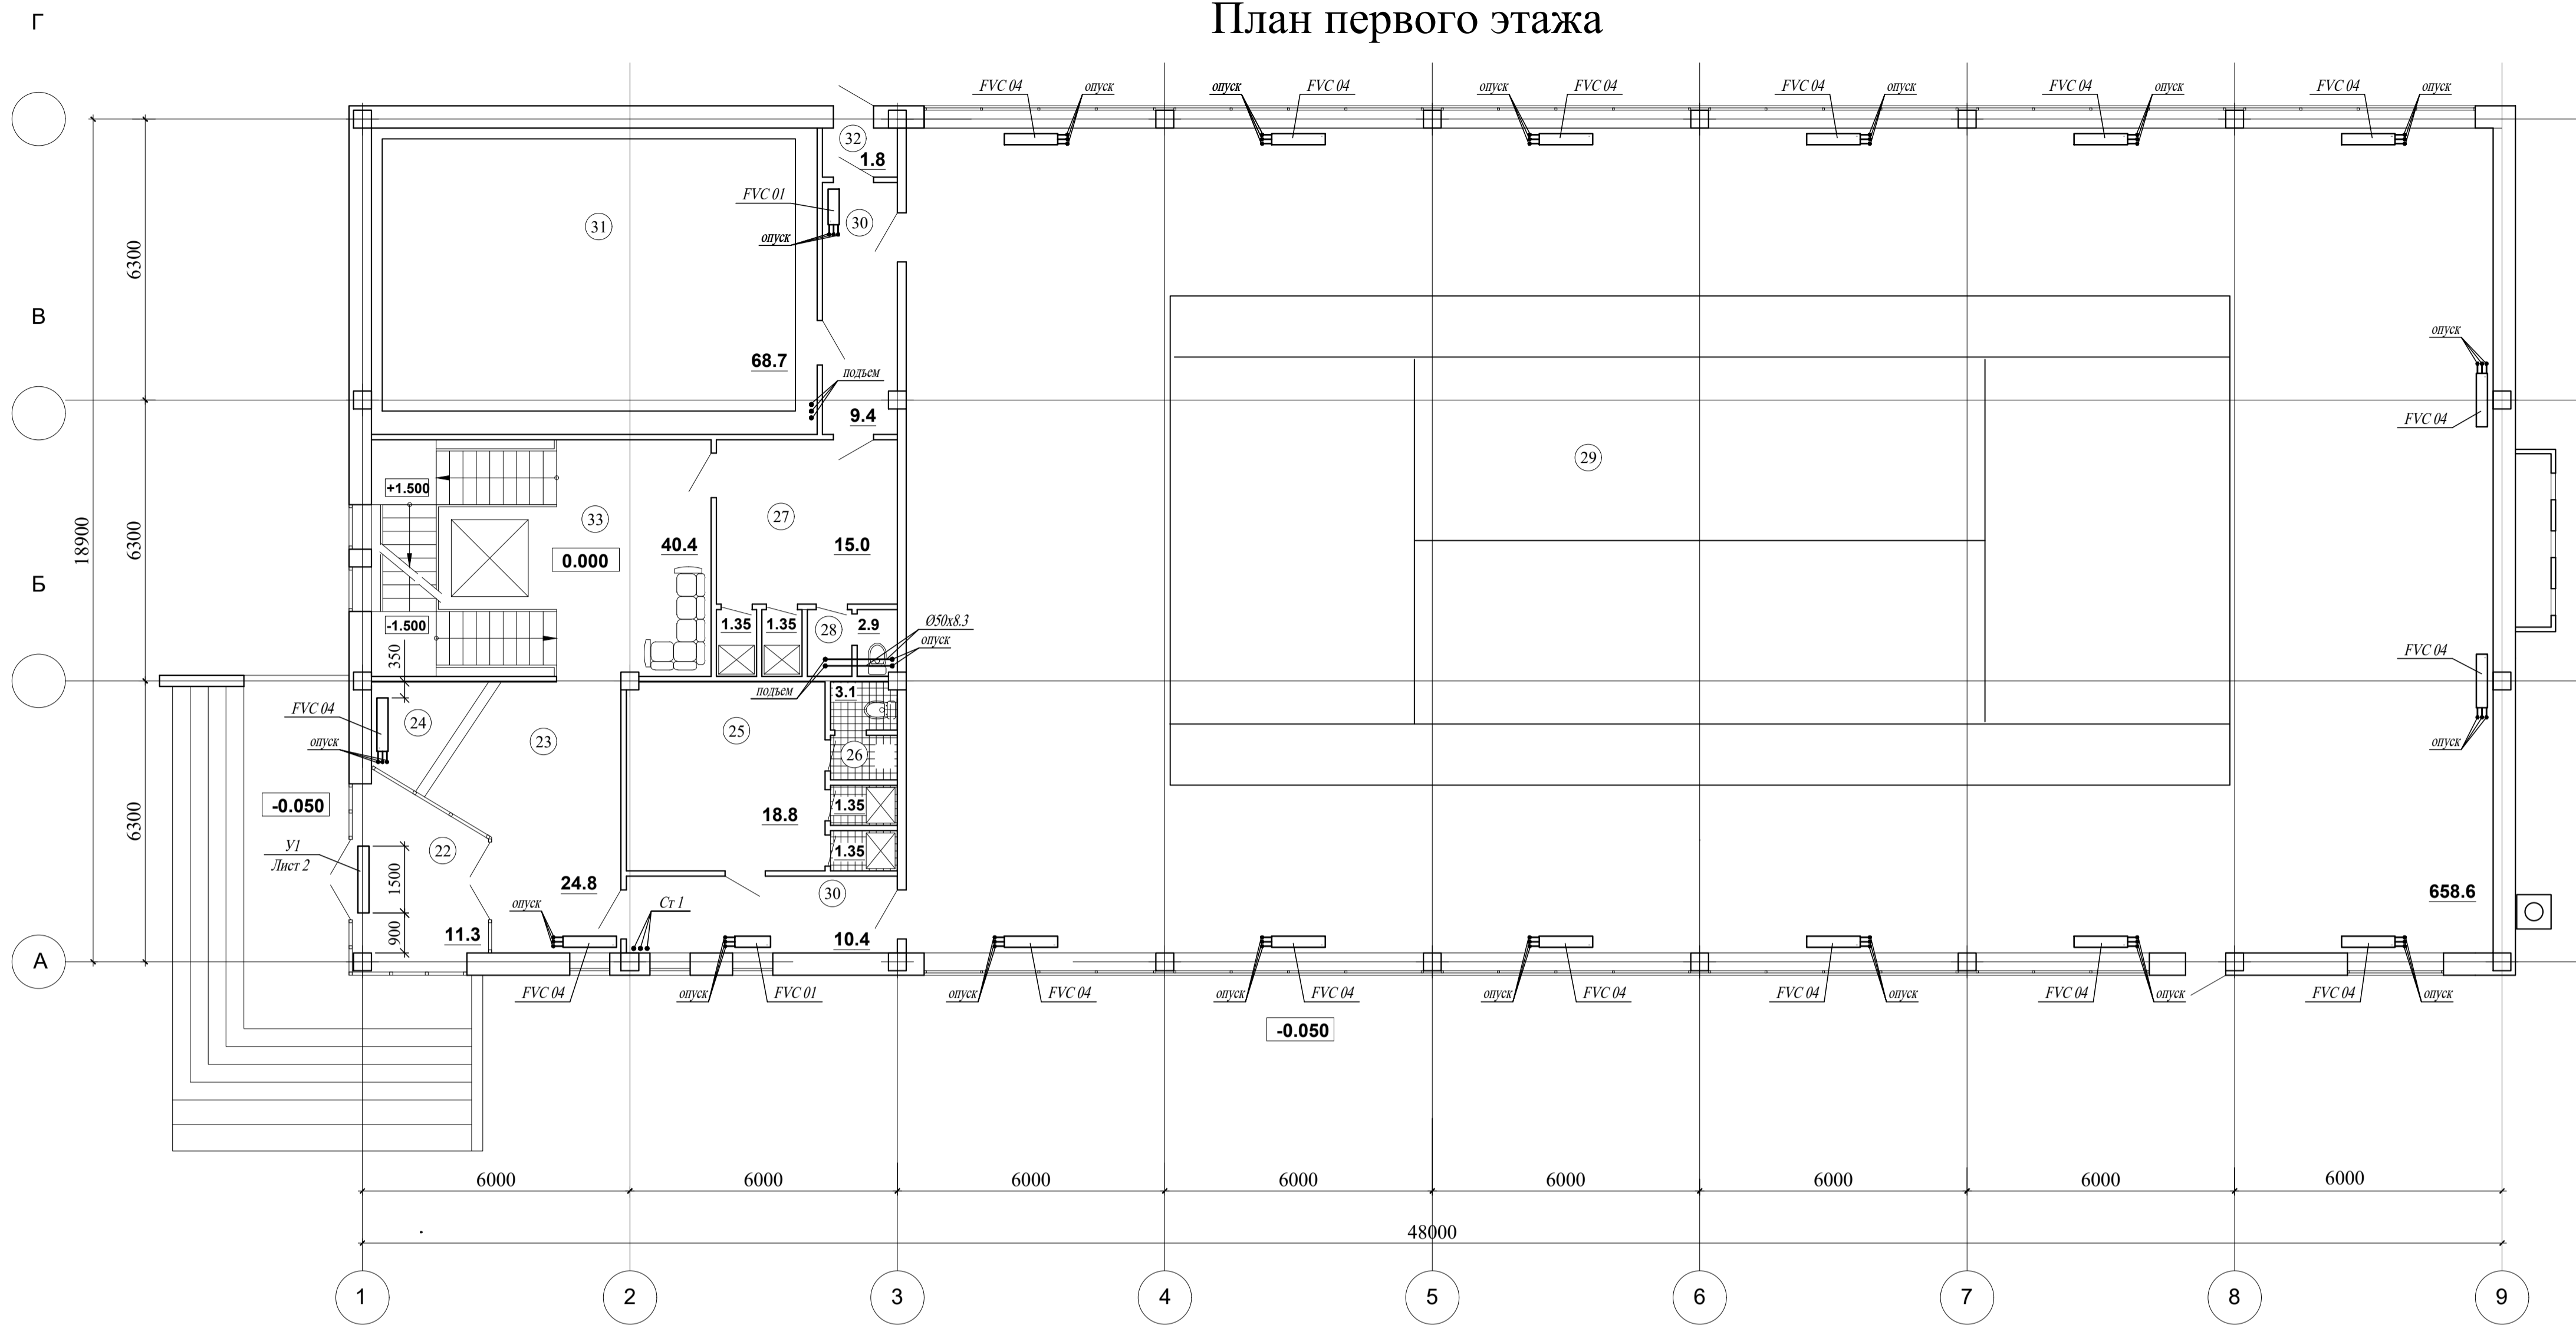 План первого этажа
Г
FVC 04
опуск
опуск
FVC 04
опуск
FVC 04
FVC 04
опуск
FVC 04
опуск
FVC 04
опуск
32
1.8
FVC 01
30
31
опуск
6300
В
опуск
68.7
подъем
9.4
FVC 04
29
+1.500
33
27
18900
6300
40.4
15.0
0.000
Б
-1.500
1.35
1.35
28
2.9
Ø50x8.3
опуск
350
FVC 04
подъем
3.1
FVC 04
24
25
23
опуск
26
опуск
-0.050
1.35
18.8
6300
У1
Лист 2
22
1.35
1500
24.8
30
658.6
опуск
Ст 1
900
11.3
10.4
А
FVC 04
опуск
FVC 01
опуск
FVC 04
опуск
FVC 04
опуск
FVC 04
FVC 04
опуск
FVC 04
опуск
FVC 04
опуск
-0.050
6000
6000
6000
6000
6000
6000
6000
6000
48000
1
2
3
4
5
6
7
8
9